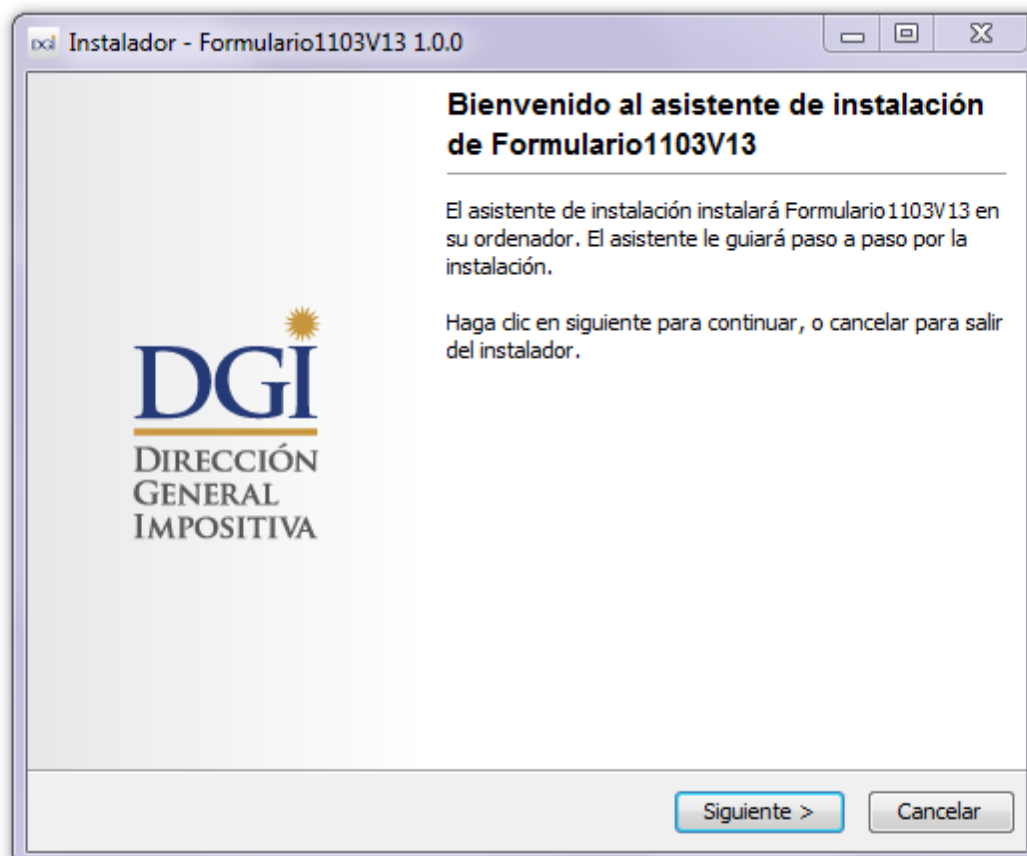 DGI Instalador - Formulario1103V13 1.0.0
Bienvenido al asistente de instalación
de Formulario1103V13
El asistente de instalación instalará Formulario1103V13 en
su ordenador. El asistente le guiará paso a paso por la
instalación.
Haga clic en siguiente para continuar, o cancelar para salir
del instalador.
DGI
DIRECCIÓN
GENERAL
IMPOSITIVA
Siguiente >
Cancelar